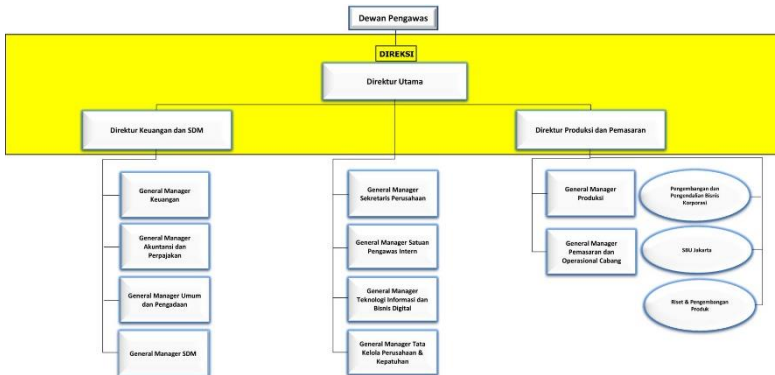 Dewan Pengawas
DIREKSI
Direktur Utama
Direktur Keuangan dan SDM
Direktur Produksi dan Pemasaran
General Manager
Keuangan
General Manager
Akuntansi dan
Perpajakan
General Manager Umum
dan Pengadaan
General Manager SDM
General Manager
Sekretaris Perusahaan
General Manager Satuan
Pengawas Intern
General Manager
Teknologi Informasi dan
Bisnis Digital
General Manager Tata
Kelola Perusahaan &
Kepatuhan
General Manager
Produksi
General Manager
Pemasaran dan
Operasional Cabang
Pengembangan dan
Pengendalian Bisnis
Korporasi
SBU Jakarta
Riset & Pengembangan
Produk